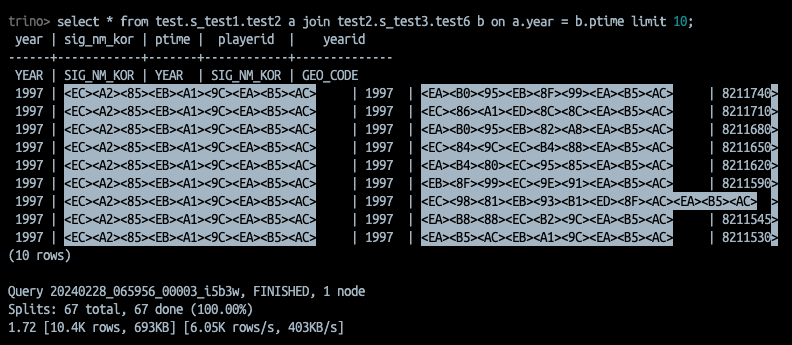 trino> select * from test.s_test1.test2 a join test2.s_test3.test6 b on a.year = b.ptime limit 10;
 year | sig_nm_kor | ptime | playerid | yearid
------+------------+-------+------------+-------------
 YEAR | SIG_NM_KOR | YEAR | SIG_NM_KOR | GEO_CODE
 1997 | <EC><A2><85><EB><A1><9C><EA><B5><AC> | 1997 | <EA><B0><95><EB><8F><99><EA><B5><AC> | 8211740>
 1997 | <EC><A2><85><EB><A1><9C><EA><B5><AC> | 1997 | <EC><86><A1><ED><8C><8C><EA><B5><AC> | 8211710>
 1997 | <EC><A2><85><EB><A1><9C><EA><B5><AC> | 1997 | <EA><B0><95><EB><82><A8><EA><B5><AC> | 8211680>
 1997 | <EC><A2><85><EB><A1><9C><EA><B5><AC> | 1997 | <EC><84><9C><EC><B4><88><EA><B5><AC> | 8211650>
 1997 | <EC><A2><85><EB><A1><9C><EA><B5><AC> | 1997 | <EA><B4><80><EC><95><85><EA><B5><AC> | 8211620>
 1997 | <EC><A2><85><EB><A1><9C><EA><B5><AC> | 1997 | <EB><8F><99><EC><9E><91><EA><B5><AC> | 8211590>
 1997 | <EC><A2><85><EB><A1><9C><EA><B5><AC> | 1997 | <EC><98><81><EB><93><B1><ED><8F><AC><EA><B5><AC> >
 1997 | <EC><A2><85><EB><A1><9C><EA><B5><AC> | 1997 | <EA><B8><88><EC><B2><9C><EA><B5><AC> | 8211545>
 1997 | <EC><A2><85><EB><A1><9C><EA><B5><AC> | 1997 | <EA><B5><AC><EB><A1><9C><EA><B5><AC> | 8211530>
(10 rows)
Query 20240228_065956_00003_i5b3w, FINISHED, 1 node
Splits: 67 total, 67 done (100.00%)
1.72 [10.4K rows, 693KB] [6.05K rows/s, 403KB/s]